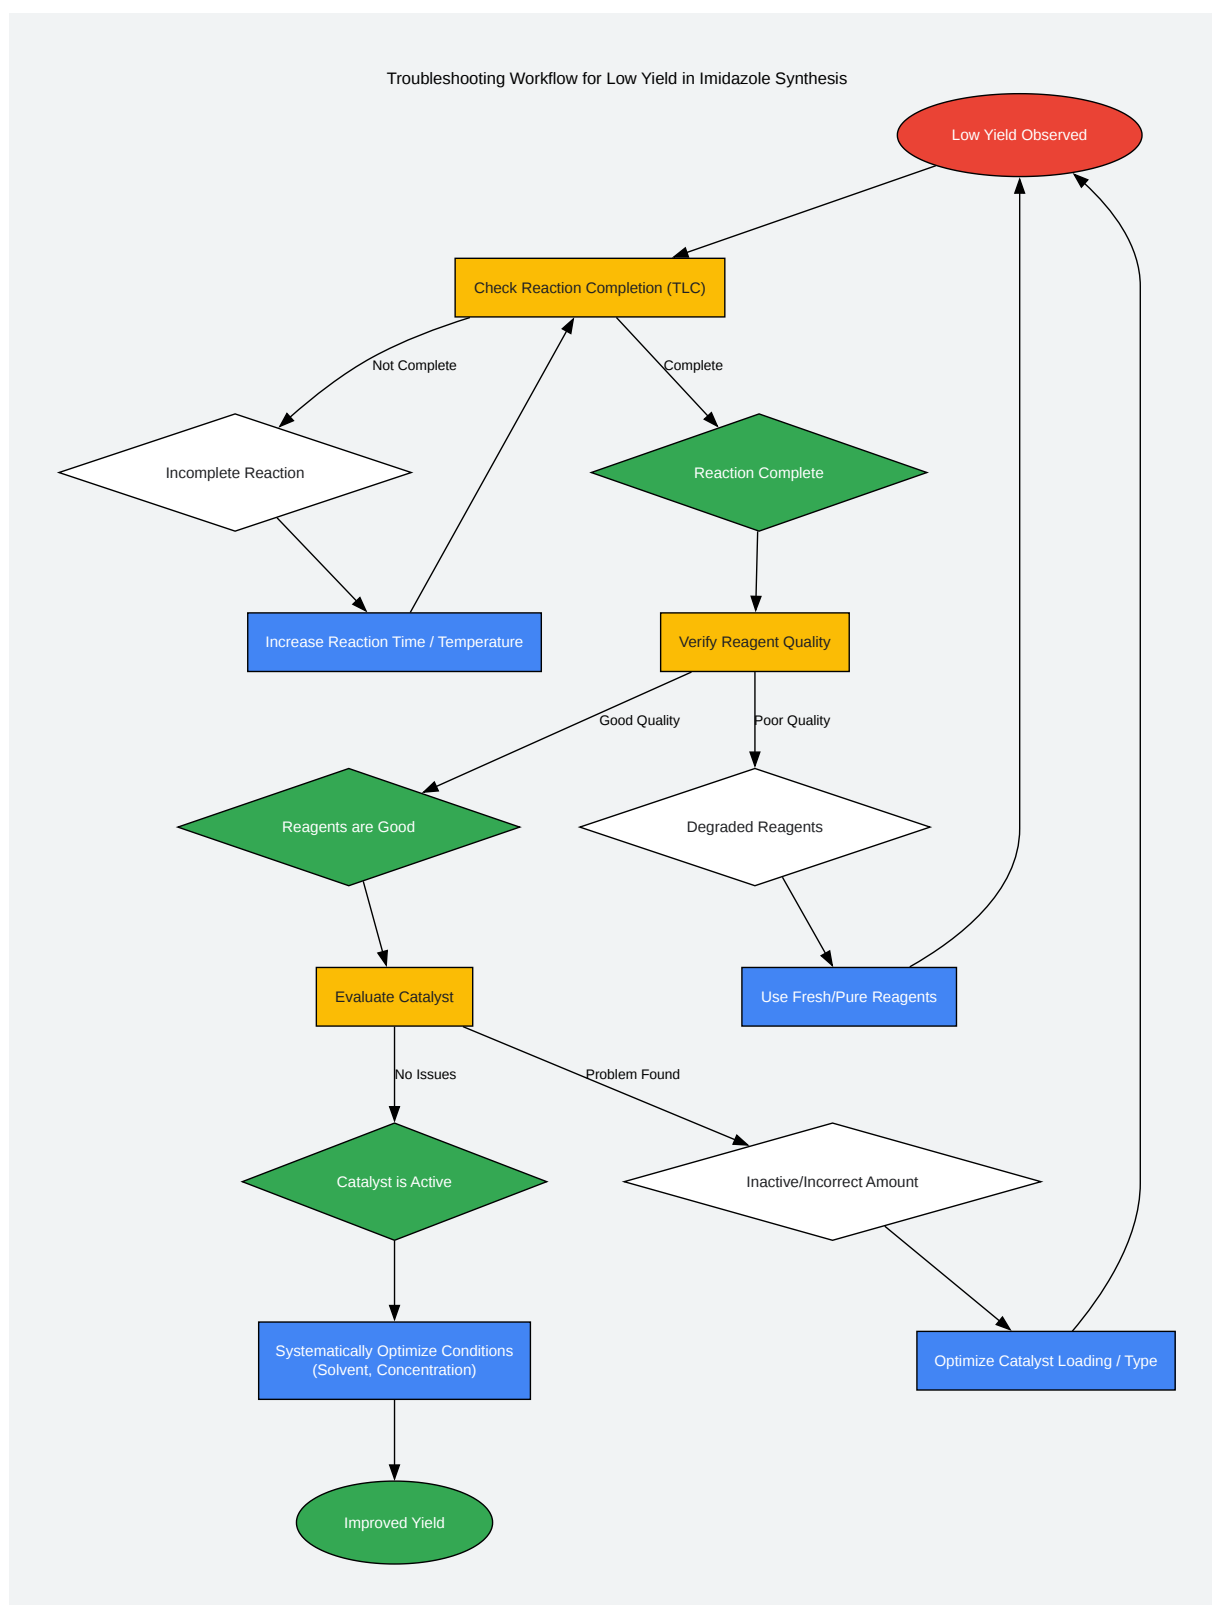 Troubleshooting Workflow for Low Yield in Imidazole Synthesis
Low Yield Observed
Check Reaction Completion (TLC)
Not Complete
Complete
Incomplete Reaction
Reaction Complete
Increase Reaction Time / Temperature
Verify Reagent Quality
Good Quality
Poor Quality
Reagents are Good
Degraded Reagents
Evaluate Catalyst
Use Fresh/Pure Reagents
No Issues
Problem Found
Catalyst is Active
Inactive/Incorrect Amount
Systematically Optimize Conditions
(Solvent, Concentration)
Optimize Catalyst Loading / Type
Improved Yield